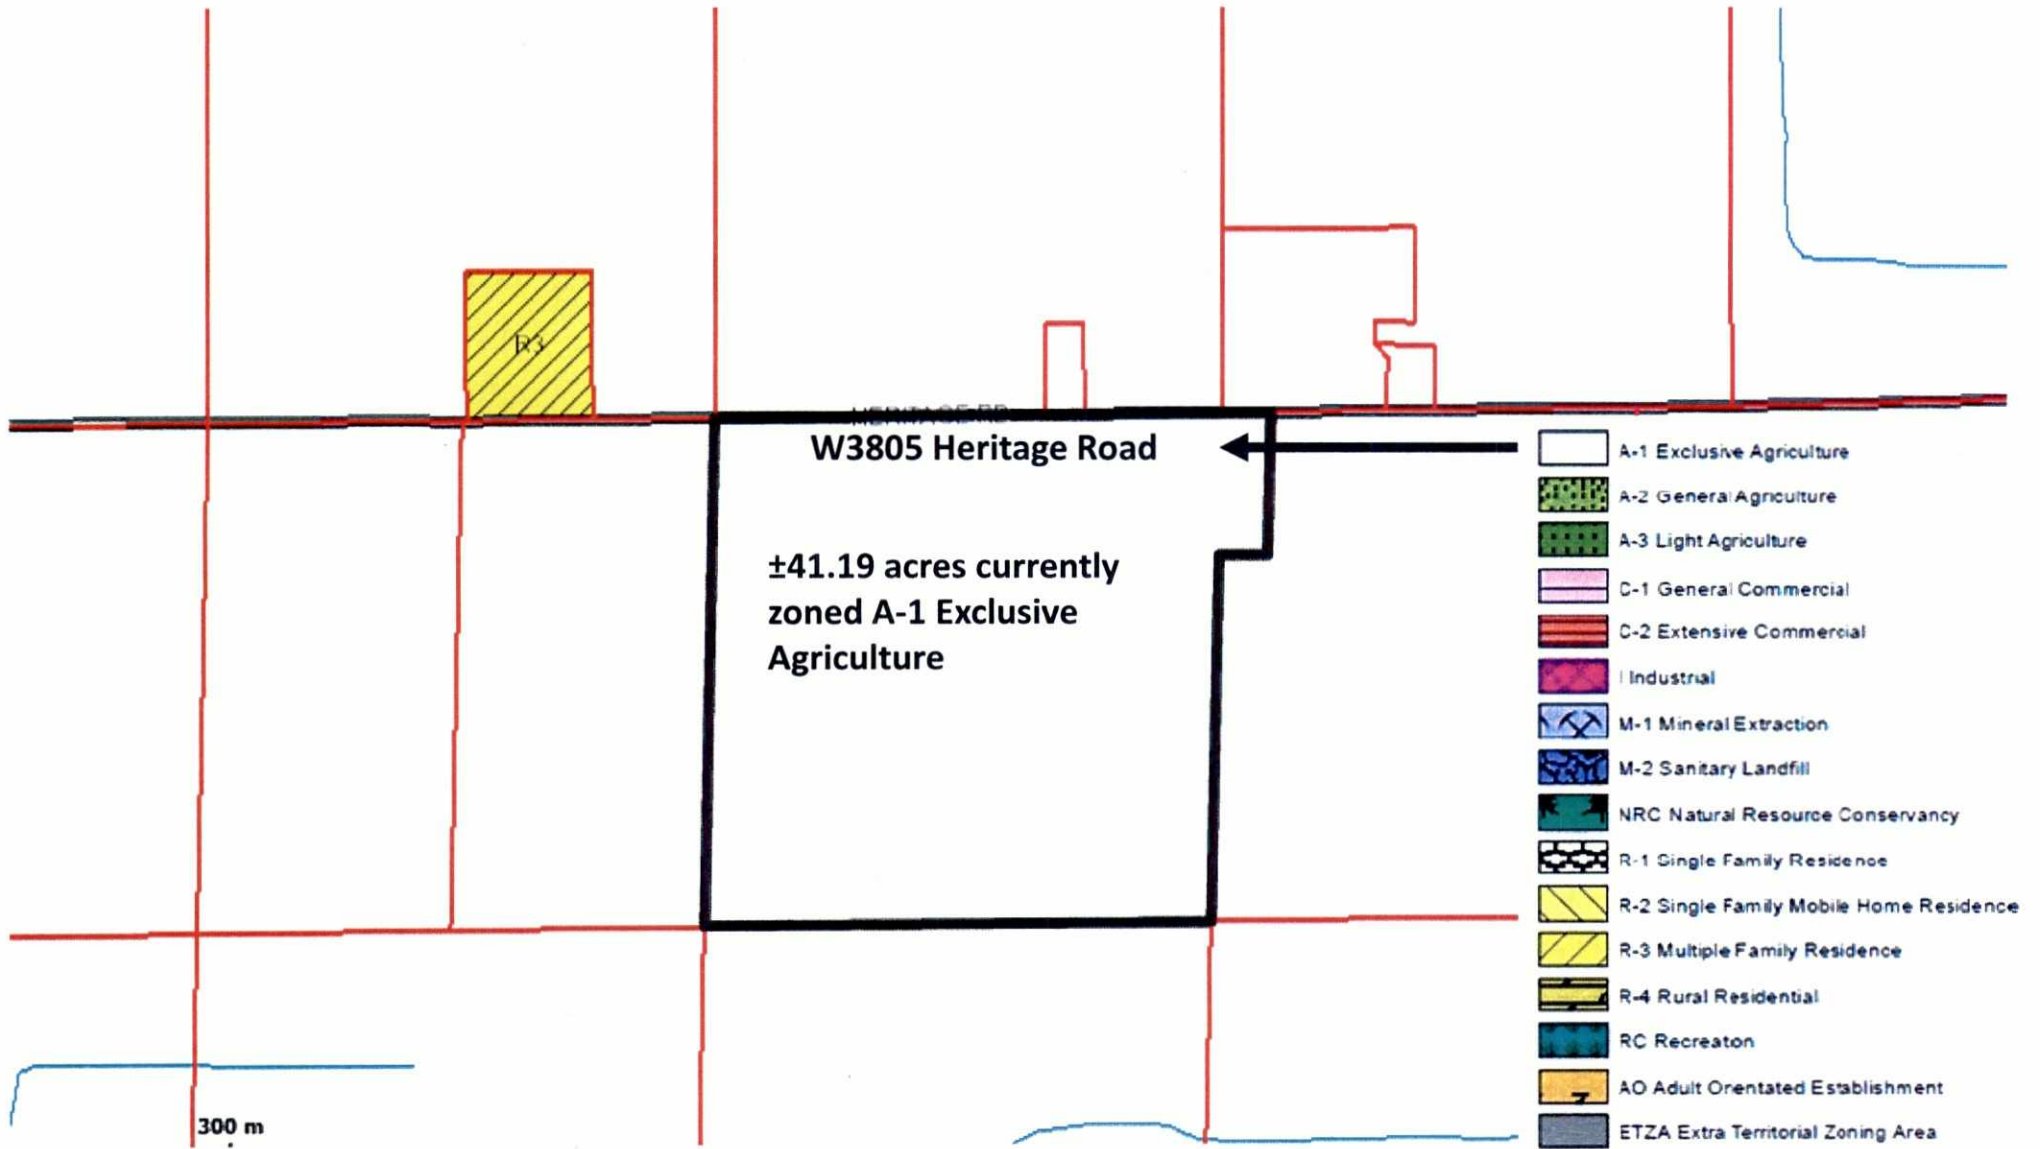 R3
HERITAGE RD
W3805 Heritage Road
±41.19 acres currently
zoned A-1 Exclusive
Agriculture
A-1 Exclusive Agriculture
A-2 General Agriculture
A-3 Light Agriculture
C-1 General Commercial
C-2 Extensive Commercial
I Industrial
M-1 Mineral Extraction
M-2 Sanitary Landfill
NRC Natural Resource Conservancy
R-1 Single Family Residence
R-2 Single Family Mobile Home Residence
R-3 Multiple Family Residence
R-4 Rural Residential
RC Recreaton
AO Adult Orentated Establishment
ETZA Extra Territorial Zoning Area
300 m